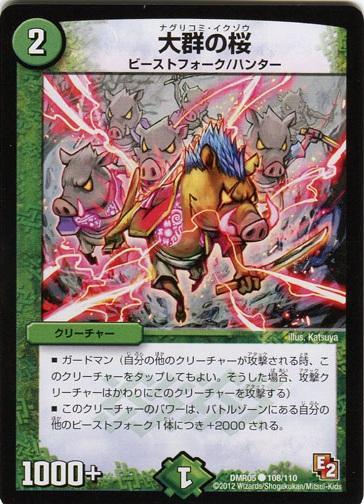 2
ナグリコミ・イクゾウ
大群の桜
ビーストフォーク/ハンター
illus. Katsuya
クリーチャー
■ ガードマン（自分の他のクリーチャーが攻撃される時、こ
のクリーチャーをタップしてもよい。そうした場合、攻撃ク
リーチャーはかわりにこのクリーチャーを攻撃する）
■ このクリーチャーのパワーは、バトルゾーンにある自分の
他のビーストフォーク1体につき+2000 される。
1000+
1
DMR05 ● 108/110
©2012 Wizards/Shogakukan/Mitsui-Kids
E2